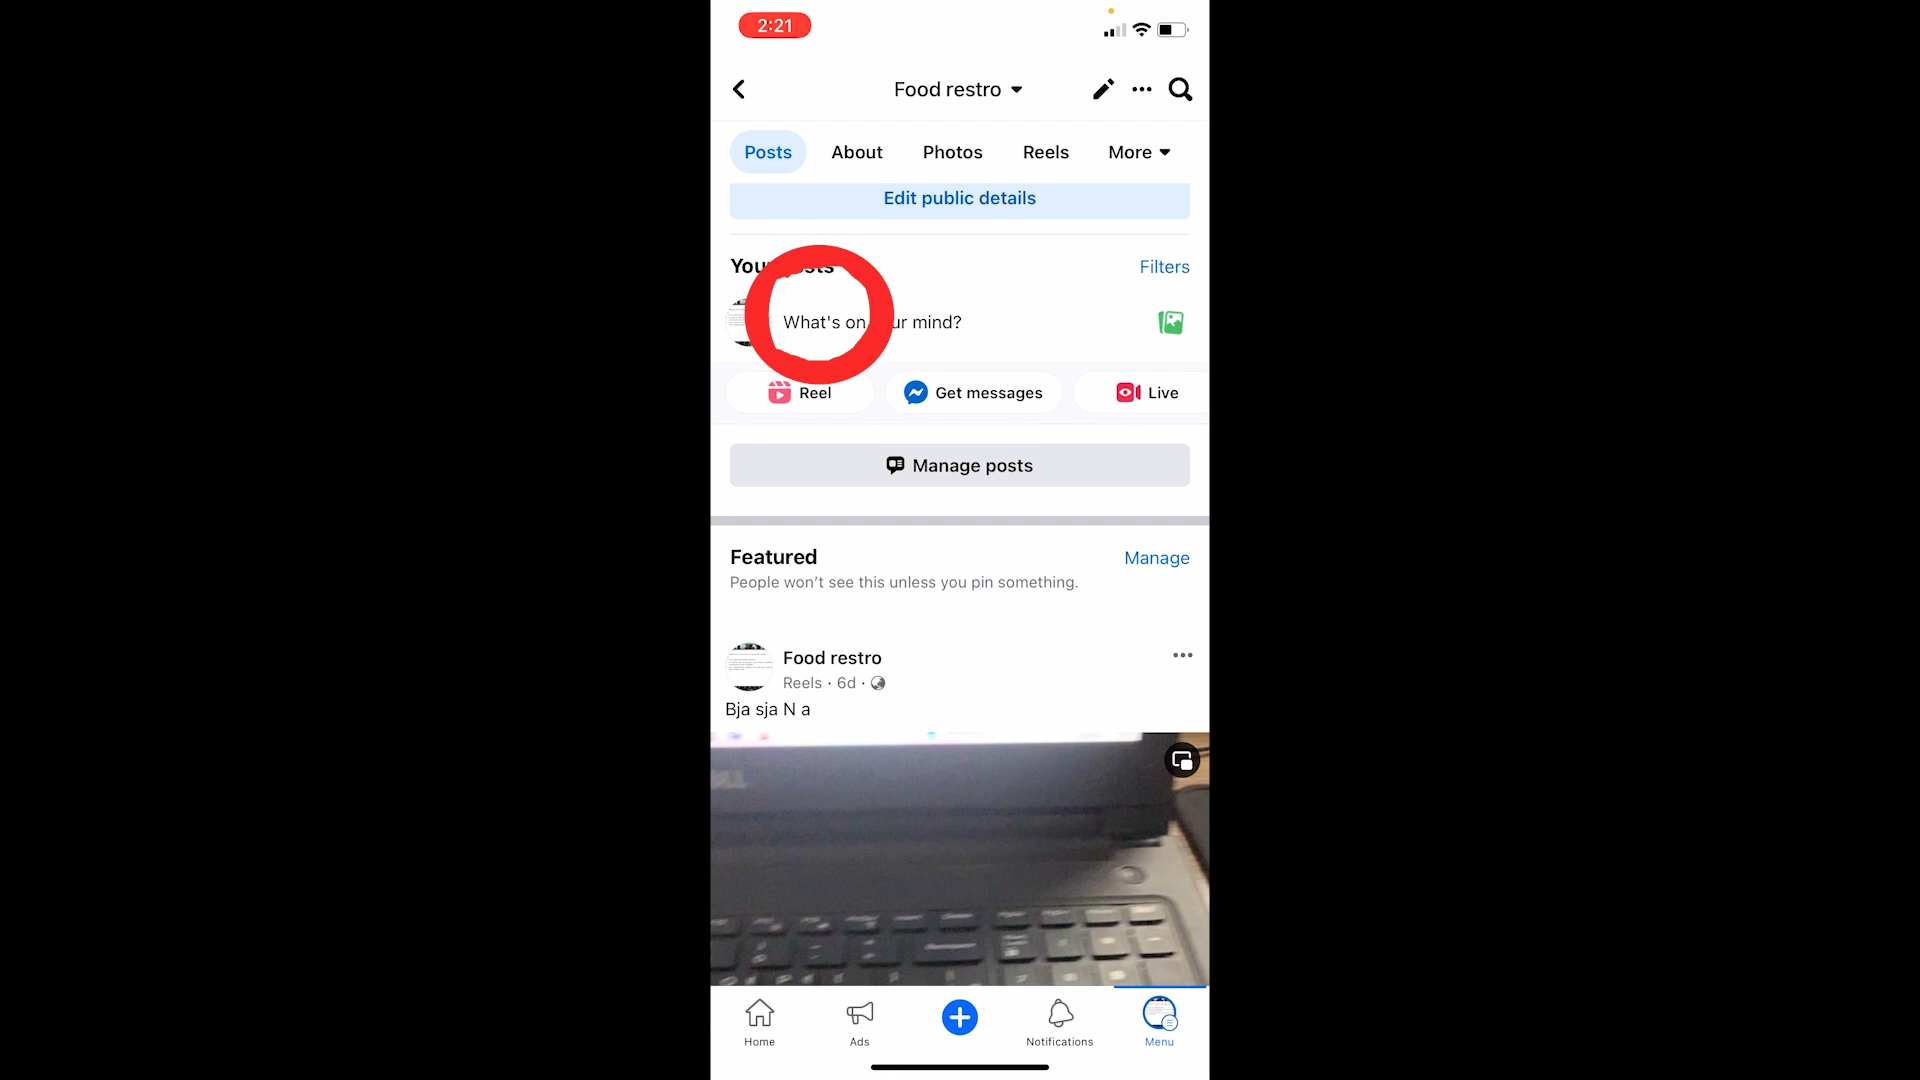 2:21
Food restro
Posts About Photos Reels More
Edit public details
Filters
What's on mind?
Reel Get messages Live
Manage posts
Featured Manage
People won't see this unless you pin something.
Food restro
Reels · 6d ·
Bja sja N a
Home Ads Notifications Menu